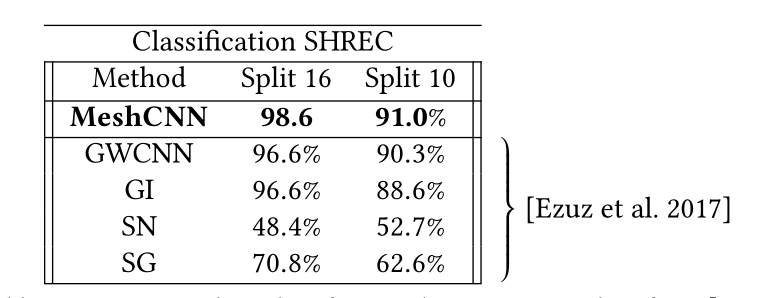 Classification SHREC
Method Split 16 Split 10
MeshCNN 98.6 91.0%
GWCNN 96.6% 90.3%
GI 96.6% 88.6%
SN 48.4% 52.7%
SG 70.8% 62.6%
[Ezuz et al. 2017]